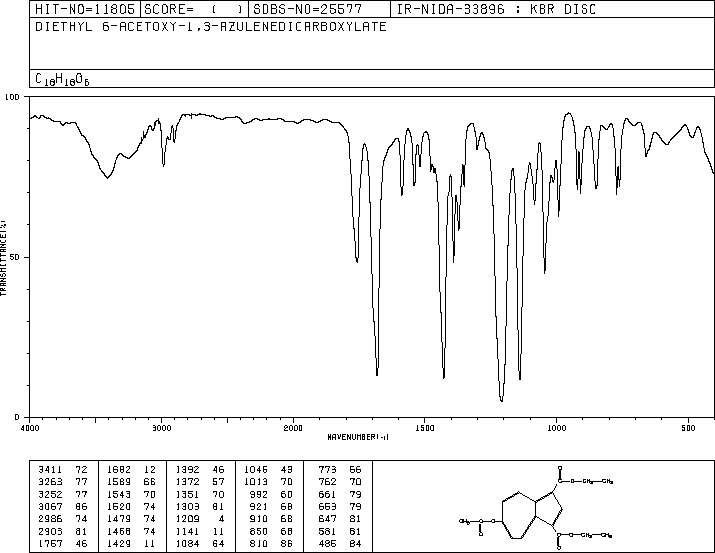 HIT-NO=11805 SCORE= ( ) SDBS-NO=25577 IR-NIDA-33896 : KBR DISC
DIETHYL 6-ACETOXY-1,3-AZULENEDICARBOXYLATE
C18H18O6
100
50
0
TRANSMITTANCE(%)
4000 3000 2000 1500 1000 500
WAVENUMBER(-1)
3411 72 1682 12 1392 46 1046 43 773 66
3263 77 1589 66 1372 57 1013 70 762 70
3252 77 1543 70 1351 70 992 60 661 79
3067 86 1520 74 1303 81 921 68 653 79
2986 74 1479 74 1209 4 910 68 647 81
2903 81 1468 74 1141 11 850 68 581 81
1757 46 1429 11 1084 64 810 86 486 84